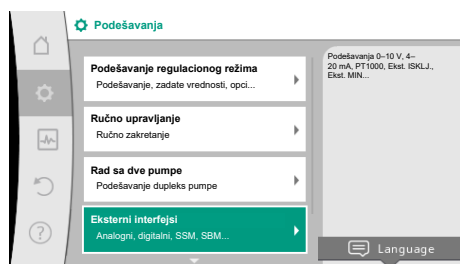 Podešavanja
Podešavanje regulacionog režima
Podešavanje, zadate vrednosti, opci...
Ručno upravljanje
Ručno zakretanje
Rad sa dve pumpe
Podešavanje dupleks pumpe
Eksterni interfejsi
Analogni, digitalni, SSM, SBM...
Podešavanja 0–10 V, 4–
20 mA, PT1000, Ekst. ISKLJ.,
Ekst. MIN...
Language